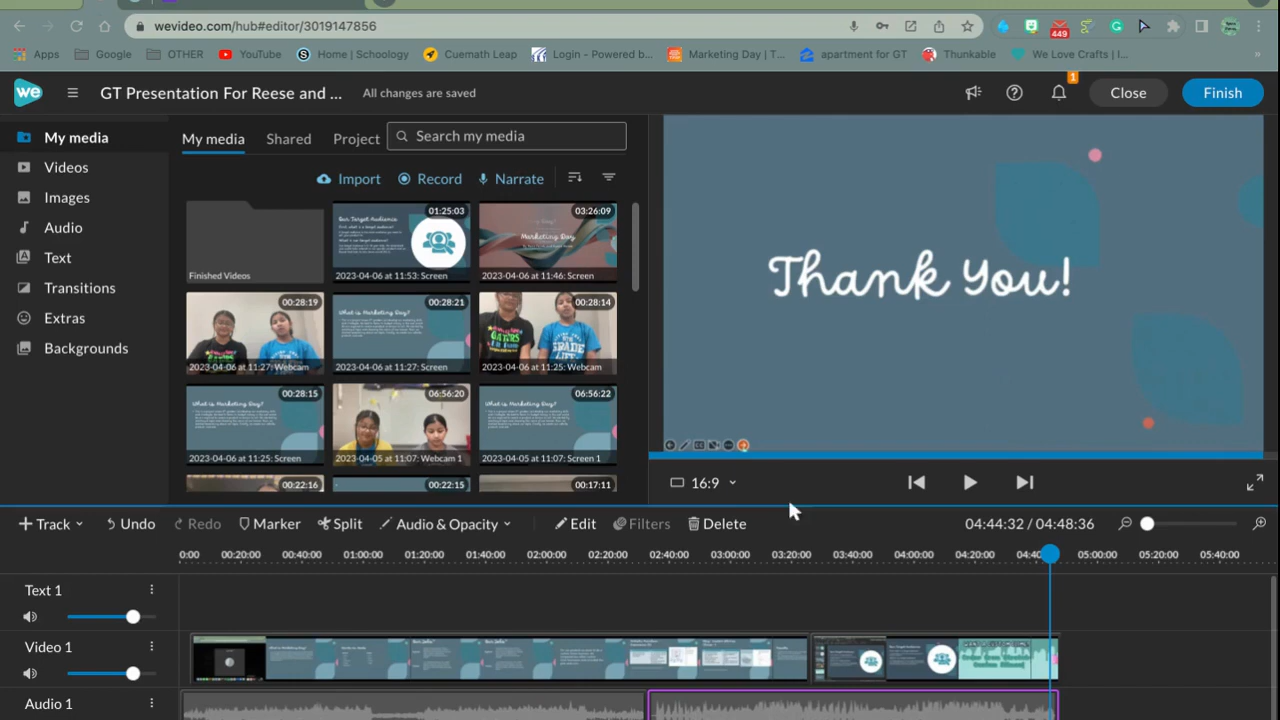 wevideo.com/hub#editor/3019147856
449
Apps Google OTHER YouTube Home | Schoology Cuemath Leap Login - Powered b... Marketing Day | T... apartment for GT Thunkable We Love Crafts | I... »
we GT Presentation For Reese and ... All changes are saved 1 Close Finish
My media
Videos
Images
Audio
Text
Transitions
Extras
Backgrounds
My media Shared Project Search my media
Import Record Narrate
Finished Videos
01:25:03
Our Target Audience
2023-04-06 at 11:53: Screen
03:26:09
Marketing Day
2023-04-06 at 11:46: Screen
00:28:19
2023-04-06 at 11:27: Webcam
00:28:21
What is Marketing Day?
2023-04-06 at 11:27: Screen
00:28:14
2023-04-06 at 11:25: Webcam
00:28:15
What is Marketing Day?
2023-04-06 at 11:25: Screen
06:56:20
2023-04-05 at 11:07: Webcam 1
06:56:22
What is Marketing Day?
2023-04-05 at 11:07: Screen 1
00:22:16
00:22:15
00:17:11
Thank You!
16:9
+ Track Undo Redo Marker Split Audio & Opacity Edit Filters Delete 04:44:32 / 04:48:36
0:00 00:20:00 00:40:00 01:00:00 01:20:00 01:40:00 02:00:00 02:20:00 02:40:00 03:00:00 03:20:00 03:40:00 04:00:00 04:20:00 04:40 05:00:00 05:20:00 05:40:00
Text 1
Video 1
Audio 1